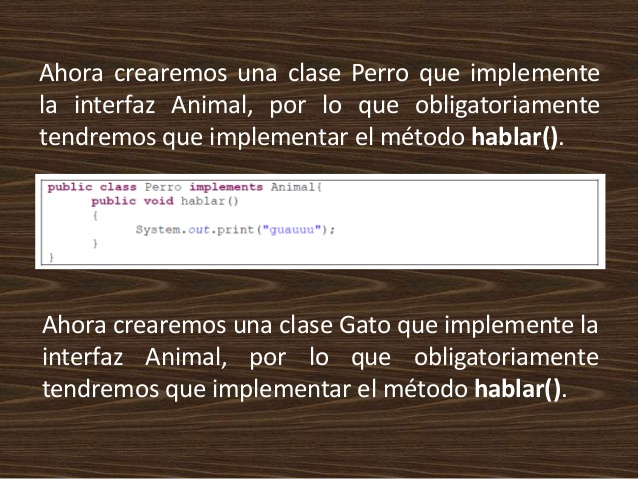 Ahora crearemos una clase Perro que implemente
la interfaz Animal, por lo que obligatoriamente
tendremos que implementar el método hablar().
public class Perro implements Animal{
public void hablar()
{
System.out.print("guauuu");
}
}
Ahora crearemos una clase Gato que implemente la
interfaz Animal, por lo que obligatoriamente
tendremos que implementar el método hablar().